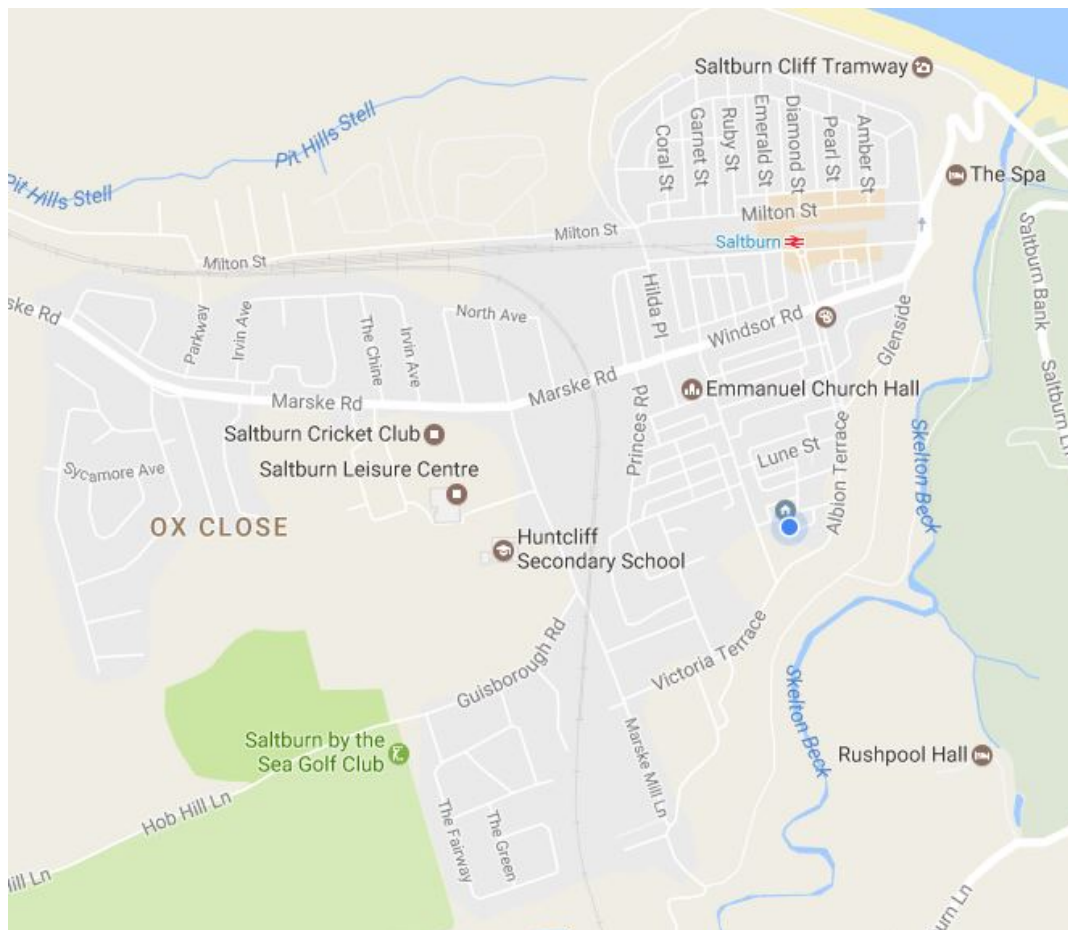 Saltburn Cliff Tramway
Pit Hills Stell
Pit Hills Stell
Coral St
Garnet St
Ruby St
Emerald St
Diamond St
Pearl St
Amber St
The Spa
Milton St
Milton St
Milton St
Saltburn
Saltburn Bank
Saltburn Ln
ske Rd
Parkway
Irvin Ave
The Chine
Irvin Ave
North Ave
Hilda Pl
Windsor Rd
Glenside
Marske Rd
Marske Rd
Princes Rd
Emmanuel Church Hall
Saltburn Cricket Club
Saltburn Leisure Centre
Sycamore Ave
Lune St
Albion Terrace
Skelton Beck
OX CLOSE
Huntcliff
Secondary School
Guisborough Rd
Victoria Terrace
Skelton Beck
Saltburn by the
Sea Golf Club
Marske Mill Ln
Rushpool Hall
Hob Hill Ln
The Fairway
The Green
Hill Ln
urn Ln